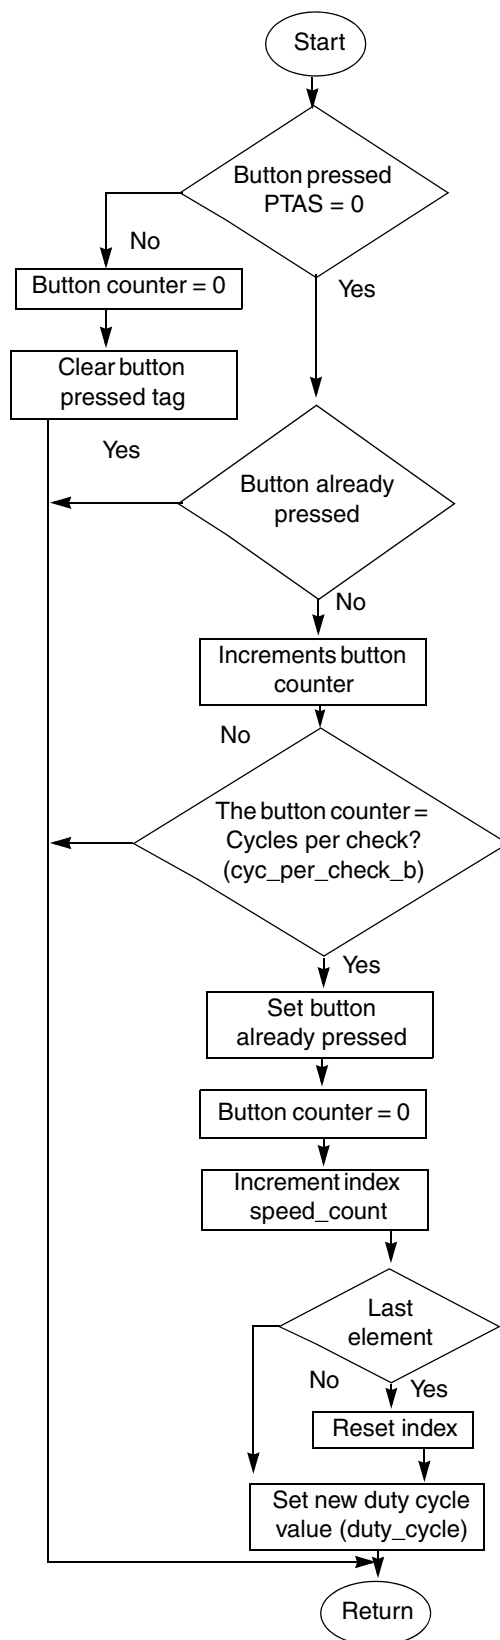 Start
Button pressed
PTAS = 0
No
Yes
Button counter = 0
Clear button
pressed tag
Yes
Button already
pressed
No
Increments button
counter
No
The button counter =
Cycles per check?
(cyc_per_check_b)
Yes
Set button
already pressed
Button counter = 0
Increment index
speed_count
Last
element
No
Yes
Reset index
Set new duty cycle
value (duty_cycle)
Return